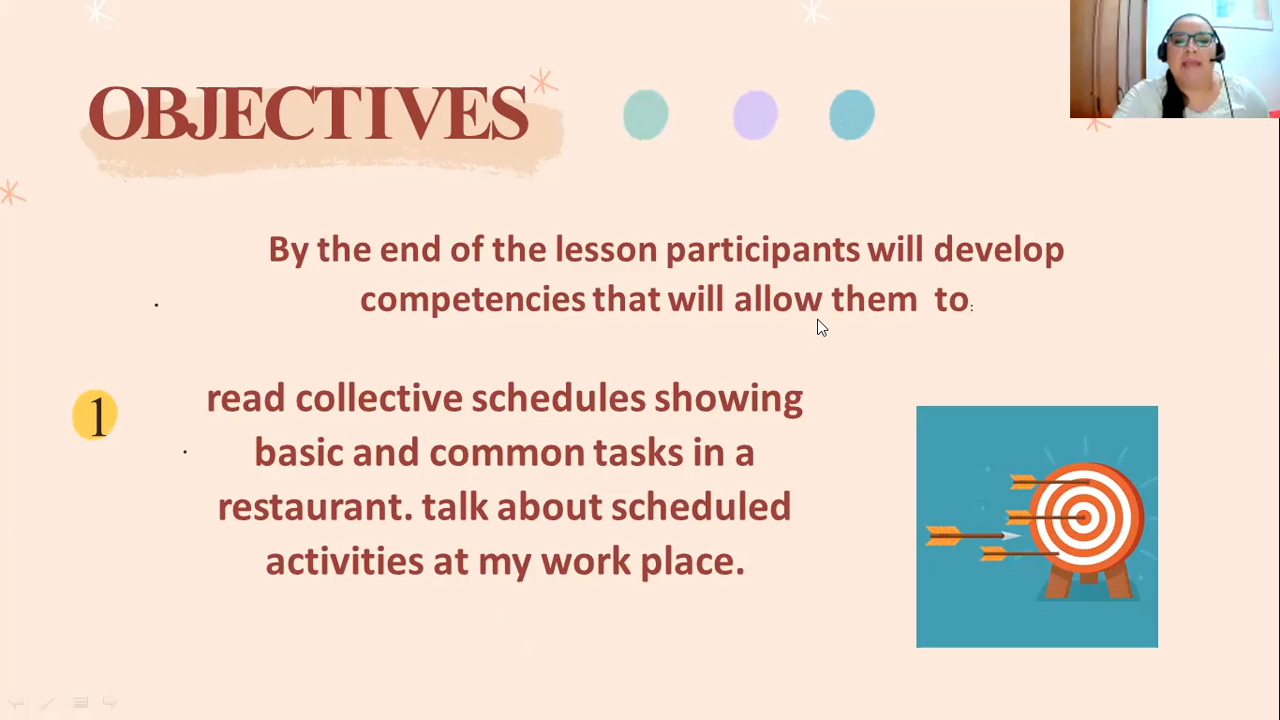 OBJECTIVES
By the end of the lesson participants will develop
competencies that will allow them to:
1
read collective schedules showing
basic and common tasks in a
restaurant. talk about scheduled
activities at my work place.